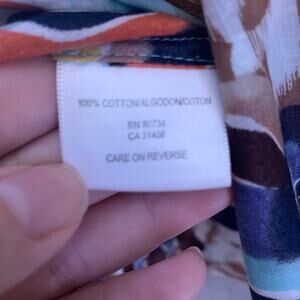 100% COTTON/ALGODON/COTON
RN 80734
CA 31456
CARE ON REVERSE